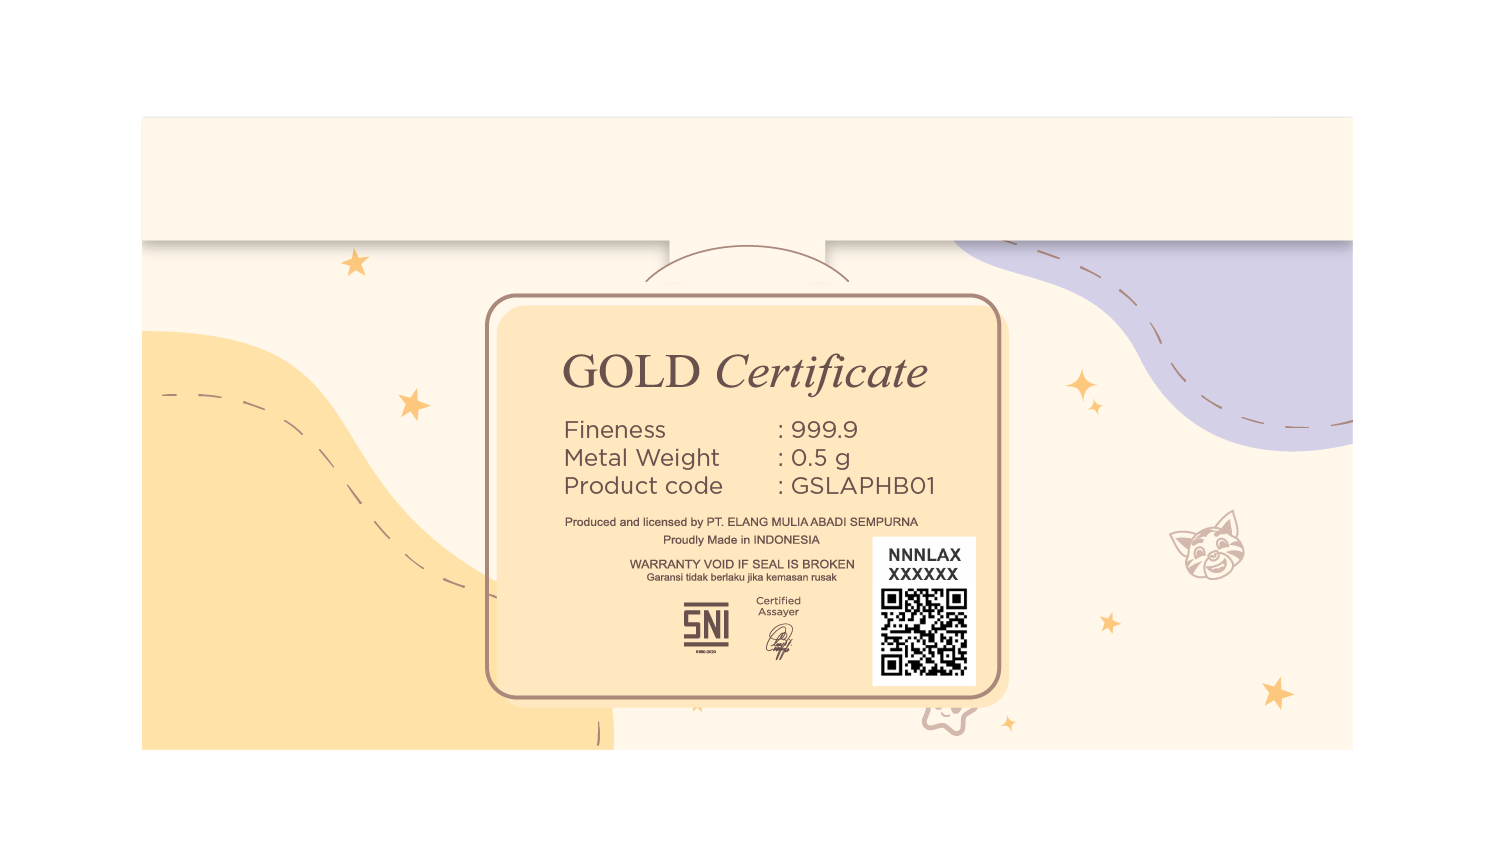 GOLD Certificate
Fineness : 999.9
Metal Weight : 0.5 g
Product code : GSLAPHB01
Produced and licensed by PT. ELANG MULIA ABADI SEMPURNA
Proudly Made in INDONESIA
WARRANTY VOID IF SEAL IS BROKEN
Garansi tidak berlaku jika kemasan rusak
NNNLAX
XXXXXX
SNI
Certified
Assayer